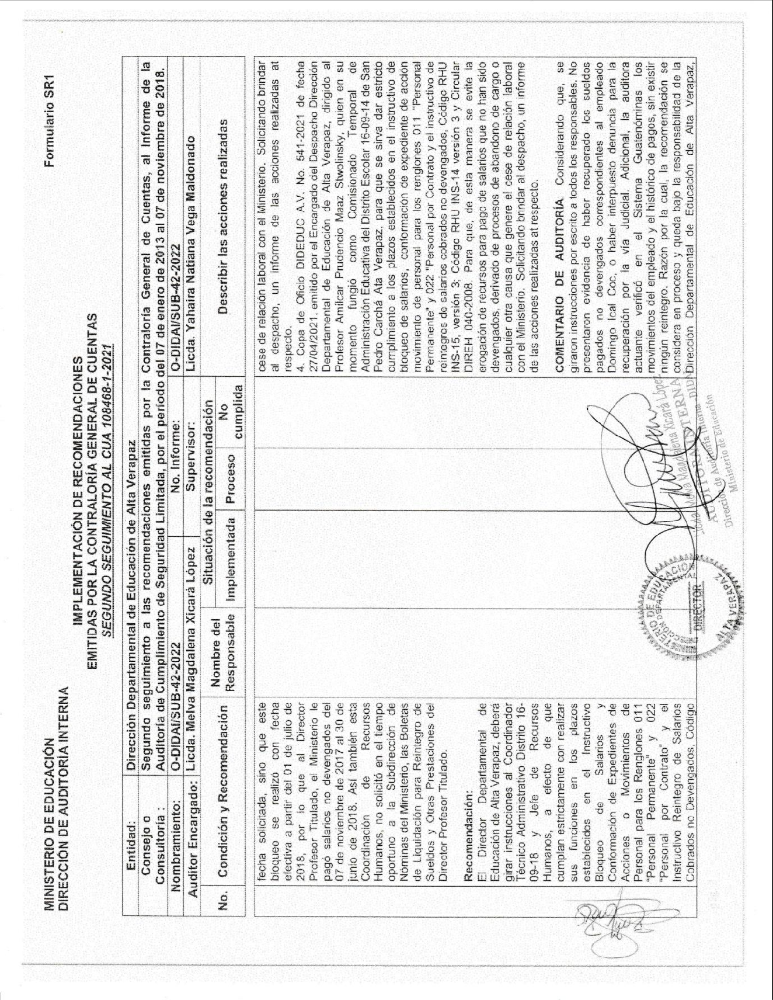 MINISTERIO DE EDUCACIÓN
DIRECCIÓN DE AUDITORÍA INTERNA
Formulario SR1
IMPLEMENTACIÓN DE RECOMENDACIONES
EMITIDAS POR LA CONTRALORÍA GENERAL DE CUENTAS
SEGUNDO SEGUIMIENTO AL CUA 108468-1-2021
Entidad: Dirección Departamental de Educación de Alta Verapaz
Consejo o Consultoria : Segundo seguimiento a las recomendaciones emitidas por la Contraloría General de Cuentas, al Informe de la
Auditoría de Cumplimiento de Seguridad Limitada, por el período del 07 de enero de 2013 al 07 de noviembre de 2018.
Nombramiento: O-DIDAI/SUB-42-2022 No. Informe: O-DIDAI/SUB-42-2022
Auditor Encargado: Licda. Melva Magdalena Xicará López Supervisor: Licda. Yahaira Natiana Vega Maldonado
No. Condición y Recomendación
Nombre del
Responsable
Situación de la recomendación
Implementada Proceso No
cumplida
Describir las acciones realizadas
fecha solicitada, sino que este
bloqueo se realizó con fecha
efectiva a partir del 01 de julio de
2018, por lo que al Director
Profesor Titulado, el Ministerio le
pagó salarios no devengados del
07 de noviembre de 2017 al 30 de
junio de 2018. Así también esta
Coordinación de Recursos
Humanos, no solicitó en el tiempo
oportuno a la Subdirección de
Nominas del Ministerio, las Boletas
de Liquidación para Reintegro de
Sueldos y Otras Prestaciones del
Director Profesor Titulado.
Recomendación:
El Director Departamental de
Educación de Alta Verapaz, deberá
girar instrucciones al Coordinador
Técnico Administrativo Distrito 16-
09-18 y Jefe de Recursos
Humanos, a efecto de que
cumplan estrictamente con realizar
sus funciones en los plazos
establecidos en el Instructivo
Bloqueo de Salarios y
Conformación de Expedientes de
Acciones o Movimientos de
Personal para los Renglones 011
"Personal Permanente" y 022
"Personal por Contrato" y el
Instructivo Reintegro de Salarios
Cobrados no Devengados, Código
cese de relación laboral con el Ministerio. Solicitando brindar
al despacho, un informe de las acciones realizadas at
respecto.
4. Copa de Oficio DIDEDUC A.V. No. 541-2021 de fecha
27/04/2021, emitido por el Encargado del Despacho Dirección
Departamental de Educación de Alta Verapaz, dirigido al
Profesor Amilcar Prudencio Maaz Stwolinsky, quien en su
momento fungió como Comisionado Temporal de
Administración Educativa del Distrito Escolar 16-09-14 de San
Pedro Carchá Ata Verapaz, para que se sirva dar estricto
cumplimiento a los plazos establecidos en el instructivo de
bloqueo de salarios, conformación de expediente de acción
movimiento de personal para los renglones 011 "Personal
Permanente" y 022 "Personal por Contrato y el instructivo de
reintegros de salarios cobrados no devengados, Código RHU
INS-15, versión 3; Código RHU INS-14 versión 3 y Circular
DIREH 040-2008. Para que, de esta manera se evite la
erogación de recursos para pago de salarios que no han sido
devengados, derivado de procesos de abandono de cargo o
cualquier otra causa que genere el cese de relación laboral
con el Ministerio. Solicitando brindar al despacho, un informe
de las acciones realizadas at respecto.
COMENTARIO DE AUDITORÍA. Considerando que, se
giraron instrucciones por escrito a todos los responsables. No
presentaron evidencia de haber recuperado los sueldos
pagados no devengados correspondientes al empleado
Domingo Ical Coc, o haber interpuesto denuncia para la
recuperación por la vía Judicial. Adicional, la auditora
actuante verificó en el Sistema Guatenóminas los
movimientos del empleado y el histórico de pagos, sin existir
ningún reintegro. Razón por la cual, la recomendación se
considera en proceso y queda bajo la responsabilidad de la
Dirección Departamental de Educación de Alta Verapaz,
Licda. Melva Magdalena Xicará López
AUDITORA INTERNA
Dirección de Auditoría Interna -DIDAI-
Ministerio de Educación
MINISTERIO DE EDUCACIÓN
DIRECCIÓN DEPARTAMENTAL
DIRECTOR
ALTA VERAPAZ